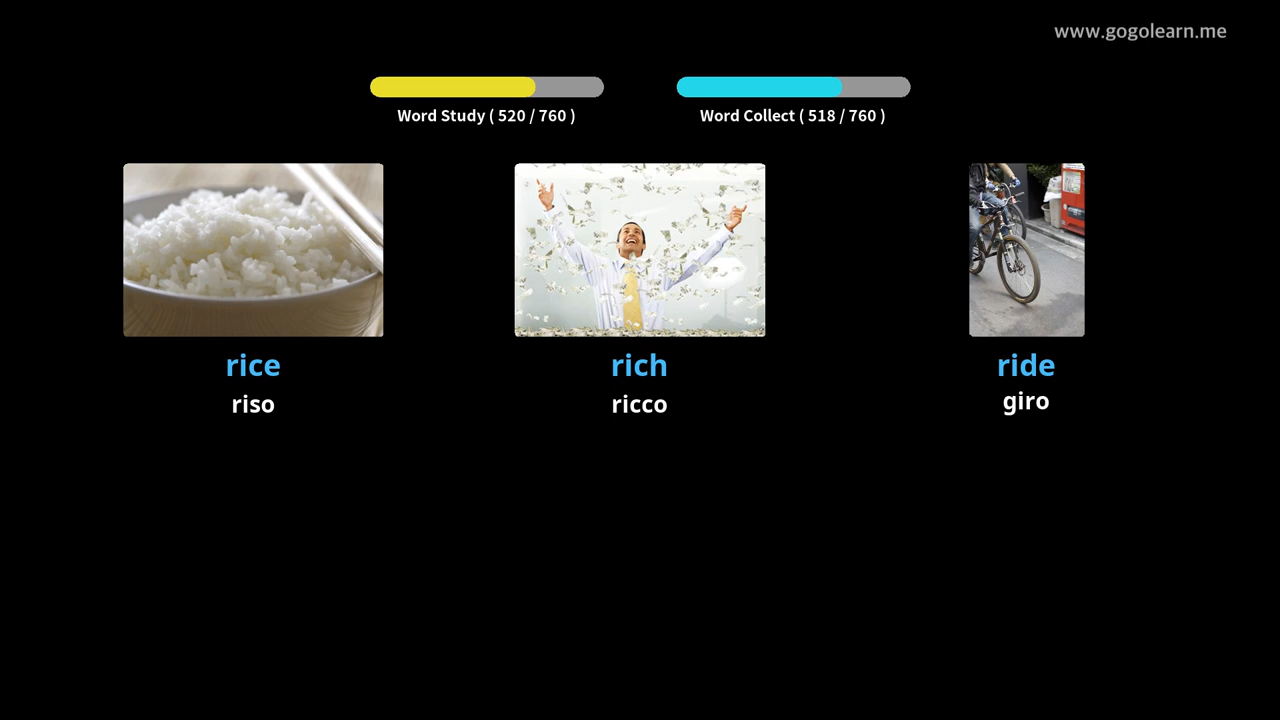 www.gogolearn.me
Word Study ( 520 / 760 )
Word Collect ( 518 / 760 )
rice
rich
ride
riso
ricco
giro